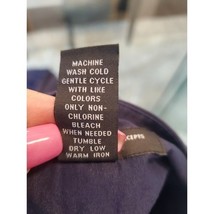 MACHINE
WASH COLD
GENTLE CYCLE
WITH LIKE
COLORS
ONLY NON-
CHLORINE
BLEACH
WHEN NEEDED
TUMBLE
DRY LOW
WARM IRON